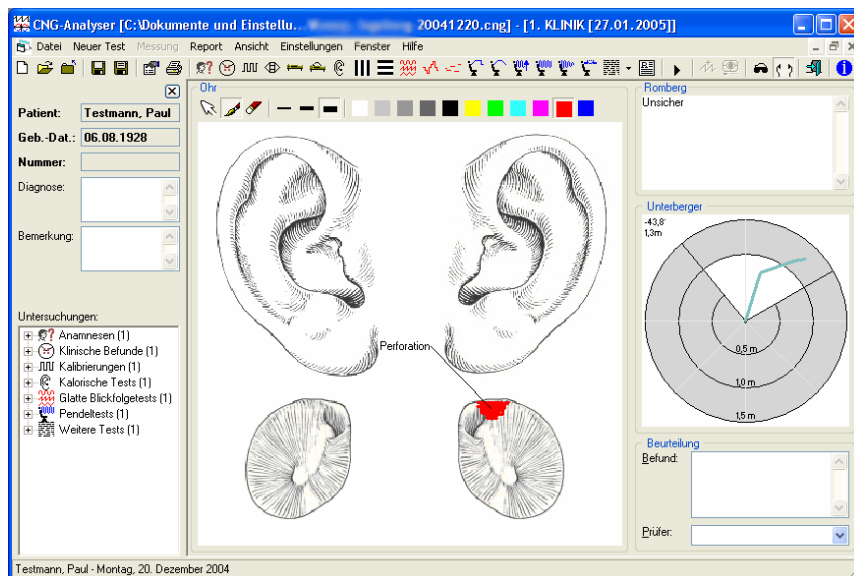 CNG-Analyser [C:\Dokumente und Einstellu... 20041220.cng] - [1. KLINIK [27.01.2005]]
Datei Neuer Test Messung Report Ansicht Einstellungen Fenster Hilfe
Patient: Testmann, Paul
Geb.-Dat.: 06.08.1928
Nummer:
Diagnose:
Bemerkung:
Untersuchungen:
Anamnesen (1)
Klinische Befunde (1)
Kalibrierungen (1)
Kalorische Tests (1)
Glatte Blickfolgetests (1)
Pendeltests (1)
Weitere Tests (1)
Ohr
Perforation
Romberg
Unsicher
Unterberger
-43,8°
1,3m
0,5 m
1,0 m
1,5 m
Beurteilung
Befund:
Prüfer:
Testmann, Paul - Montag, 20. Dezember 2004